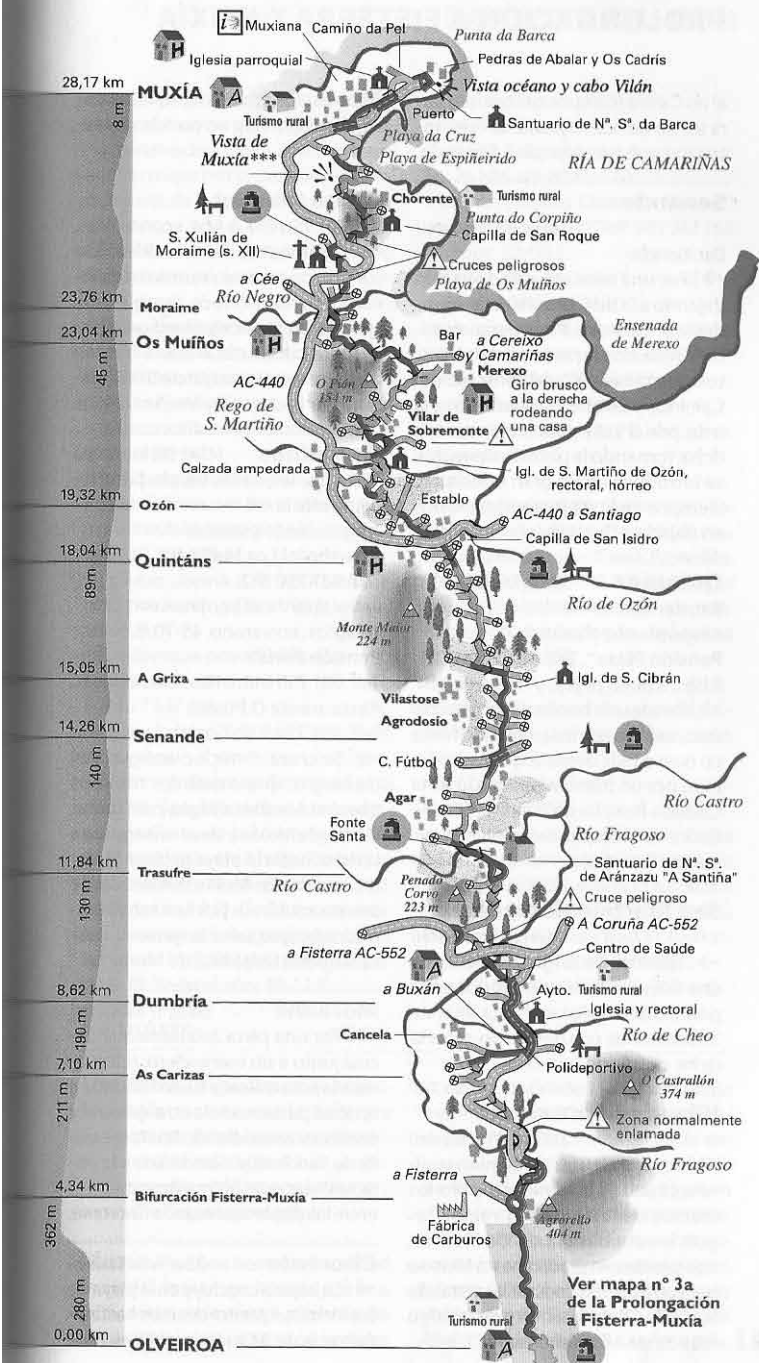 Muxiana
Camiño da Pel
Punta da Barca
H
Iglesia parroquial
Pedras de Abalar y Os Cadrís
28,17 km
MUXÍA
A
Vista océano y cabo Vilán
8 m
Turismo rural
Puerto
Santuario de Nª. Sª. da Barca
Vista de
Muxía***
Playa da Cruz
Playa de Espiñeirido
RÍA DE CAMARIÑAS
Chorente
Turismo rural
Punta do Corpiño
Capilla de San Roque
S. Xulián de
Moraime (s. XII)
Cruces peligrosos
a Cée
Playa de Os Muíños
23,76 km
Río Negro
Moraime
23,04 km
Os Muíños
H
Ensenada
de Merexo
Bar
a Cereixo
y Camariñas
Merexo
45 m
AC-440
O Pión
184 m
H
Giro brusco
a la derecha
rodeando
una casa
Rego de
S. Martiño
Vilar de
Sobremonte
Calzada empedrada
Igl. de S. Martiño de Ozón,
rectoral, hórreo
19,32 km
Ozón
Establo
AC-440 a Santiago
18,04 km
Capilla de San Isidro
Quintáns
H
89m
Río de Ozón
Monte Maior
224 m
15,05 km
A Grixa
Igl. de S. Cibrán
Vilastose
14,26 km
Agrodosío
Senande
140 m
C. Fútbol
Agar
Río Castro
Fonte
Santa
Río Fragoso
11,84 km
Trasufre
Santuario de Nª. Sª.
de Aránzazu "A Santiña"
Río Castro
Penado
Corvo
223 m
130 m
Cruce peligroso
A Coruña AC-552
a Fisterra AC-552
Centro de Saúde
A
8,62 km
Dumbría
a Buxán
Ayto.
Turismo rural
Iglesia y rectoral
190 m
Cancela
Río de Cheo
7,10 km
Polideportivo
As Carizas
O Castrallón
374 m
211 m
Zona normalmente
enlamada
Río Fragoso
4,34 km
a Fisterra
Bifurcación Fisterra-Muxía
362 m
Fábrica
de Carburos
404 m
280 m
Ver mapa nº 3a
de la Prolongación
a Fisterra-Muxía
Turismo rural
0,00 km
OLVEIROA
A